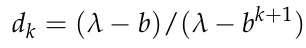 d_k = (λ − b)/(λ − b^{k+1})